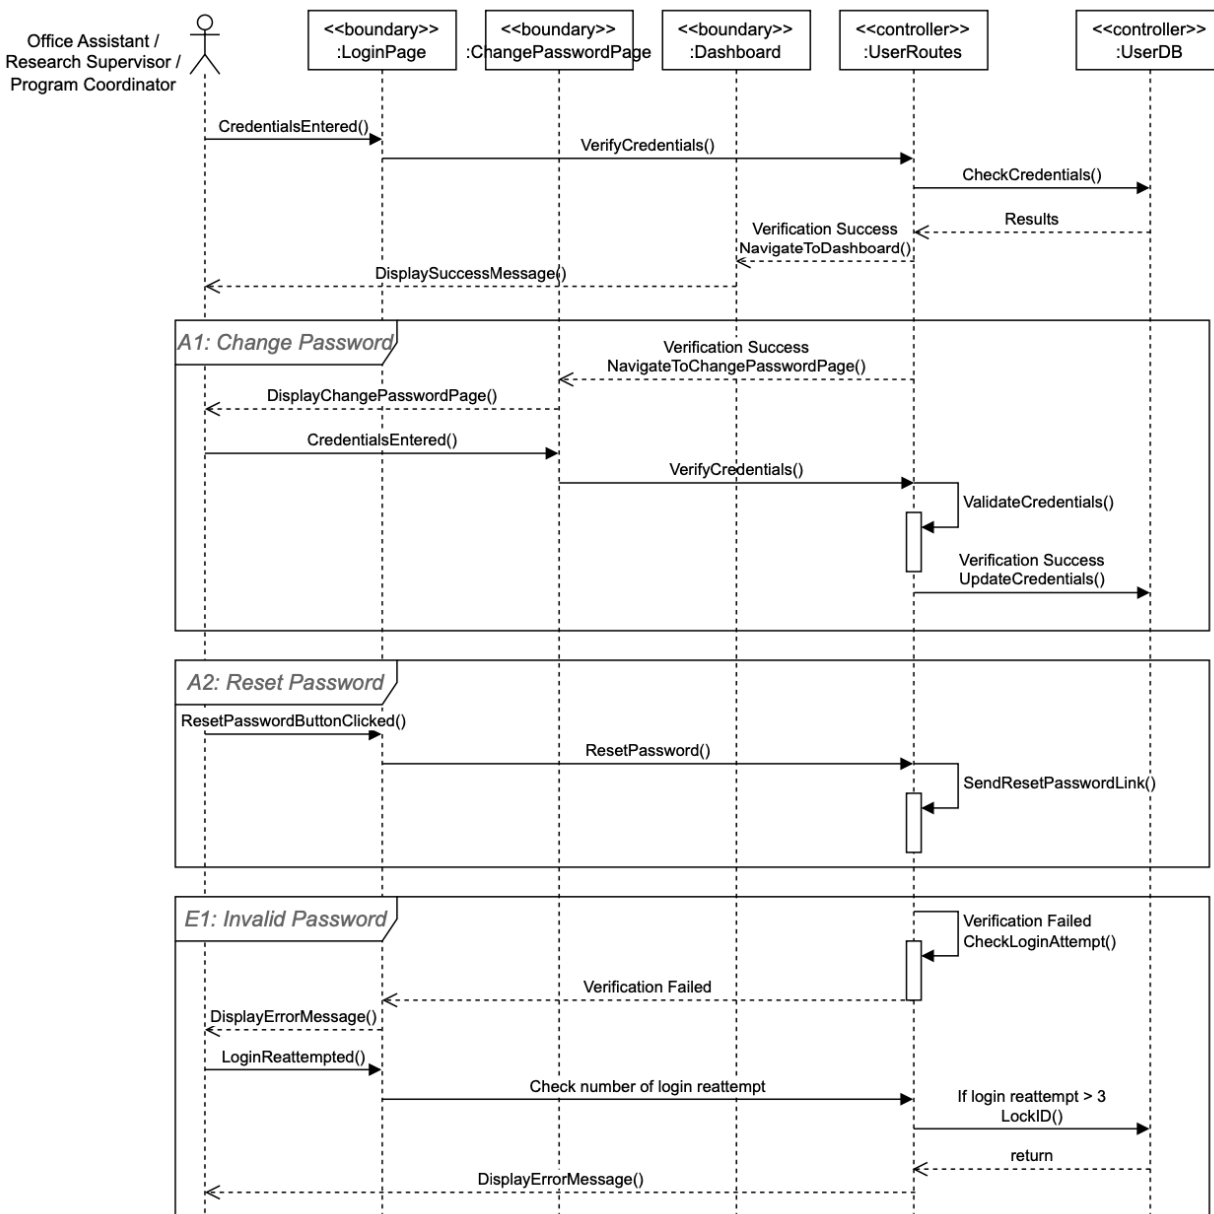 Office Assistant /
Research Supervisor /
Program Coordinator
<<boundary>>
:LoginPage
<<boundary>>
:ChangePasswordPage
<<boundary>>
:Dashboard
<<controller>>
:UserRoutes
<<controller>>
:UserDB
CredentialsEntered()
VerifyCredentials()
CheckCredentials()
Results
Verification Success
NavigateToDashboard()
DisplaySuccessMessage()
A1: Change Password
Verification Success
NavigateToChangePasswordPage()
DisplayChangePasswordPage()
CredentialsEntered()
VerifyCredentials()
ValidateCredentials()
Verification Success
UpdateCredentials()
A2: Reset Password
ResetPasswordButtonClicked()
ResetPassword()
SendResetPasswordLink()
E1: Invalid Password
Verification Failed
CheckLoginAttempt()
Verification Failed
DisplayErrorMessage()
LoginReattempted()
Check number of login reattempt
If login reattempt > 3
LockID()
return
DisplayErrorMessage()